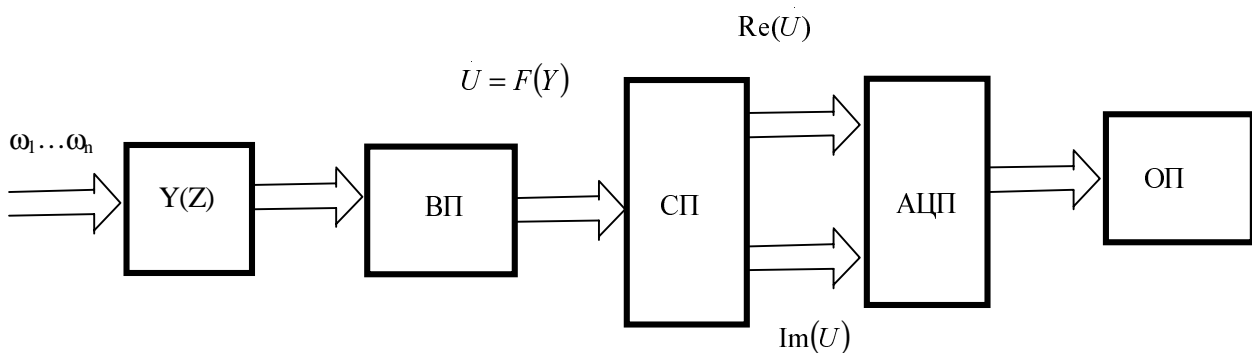 Re(U̇)
U̇ = F(Y)
ω₁…ωₙ
Y(Z)
ВП
СП
АЦП
ОП
Im(U)